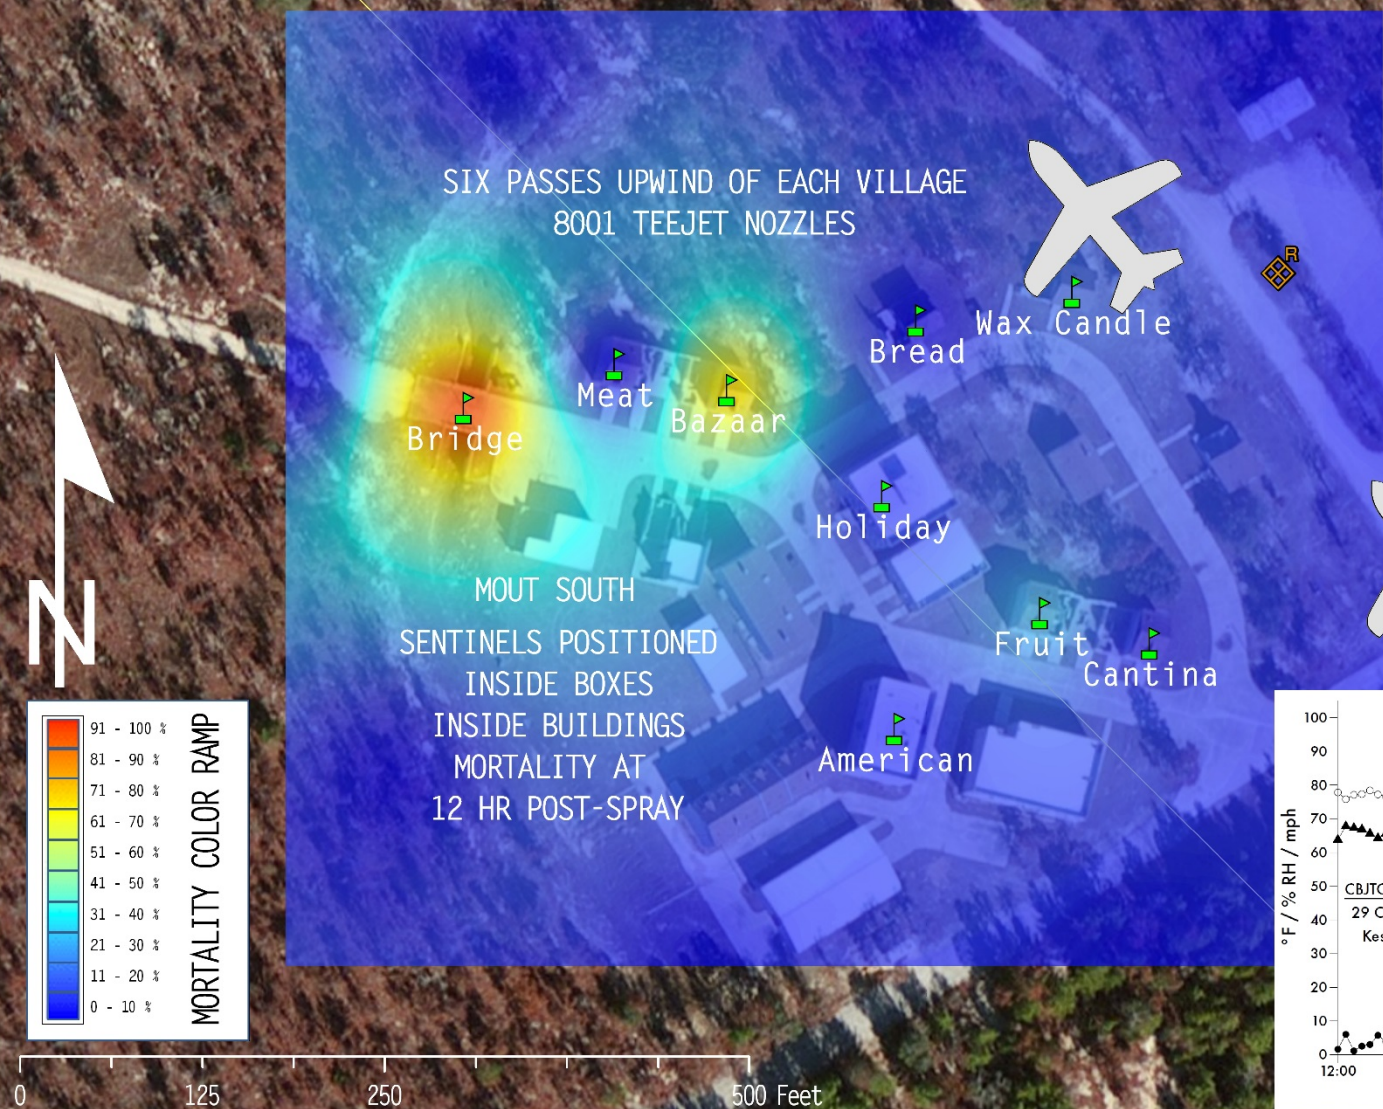 SIX PASSES UPWIND OF EACH VILLAGE
8001 TEEJET NOZZLES
R
Wax Candle
Bread
Meat
Bazaar
Bridge
Holiday
MOUT SOUTH
SENTINELS POSITIONED
INSIDE BOXES
INSIDE BUILDINGS
MORTALITY AT
12 HR POST-SPRAY
Fruit
Cantina
American
N
91 - 100 %
81 - 90 %
71 - 80 %
61 - 70 %
51 - 60 %
41 - 50 %
31 - 40 %
21 - 30 %
11 - 20 %
0 - 10 %
MORTALITY COLOR RAMP
0 125 250 500 Feet
°F / % RH / mph
100
90
80
70
60
50
40
30
20
10
0
12:00
29